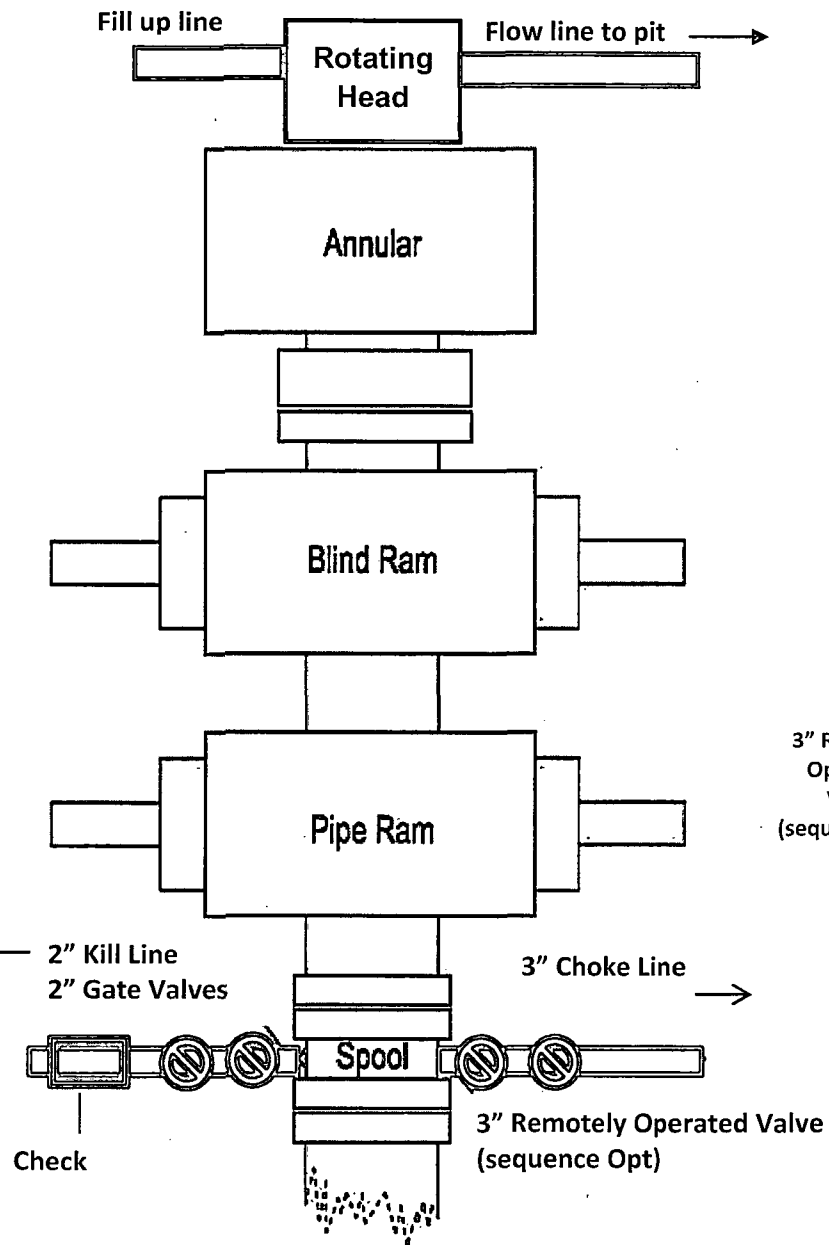 Fill up line
Flow line to pit
Rotating
Head
Annular
Blind Ram
3” R
Op
Pipe Ram
(sequ
2” Kill Line
2” Gate Valves
3” Choke Line
Spool
Check
3” Remotely Operated Valve
(sequence Opt)